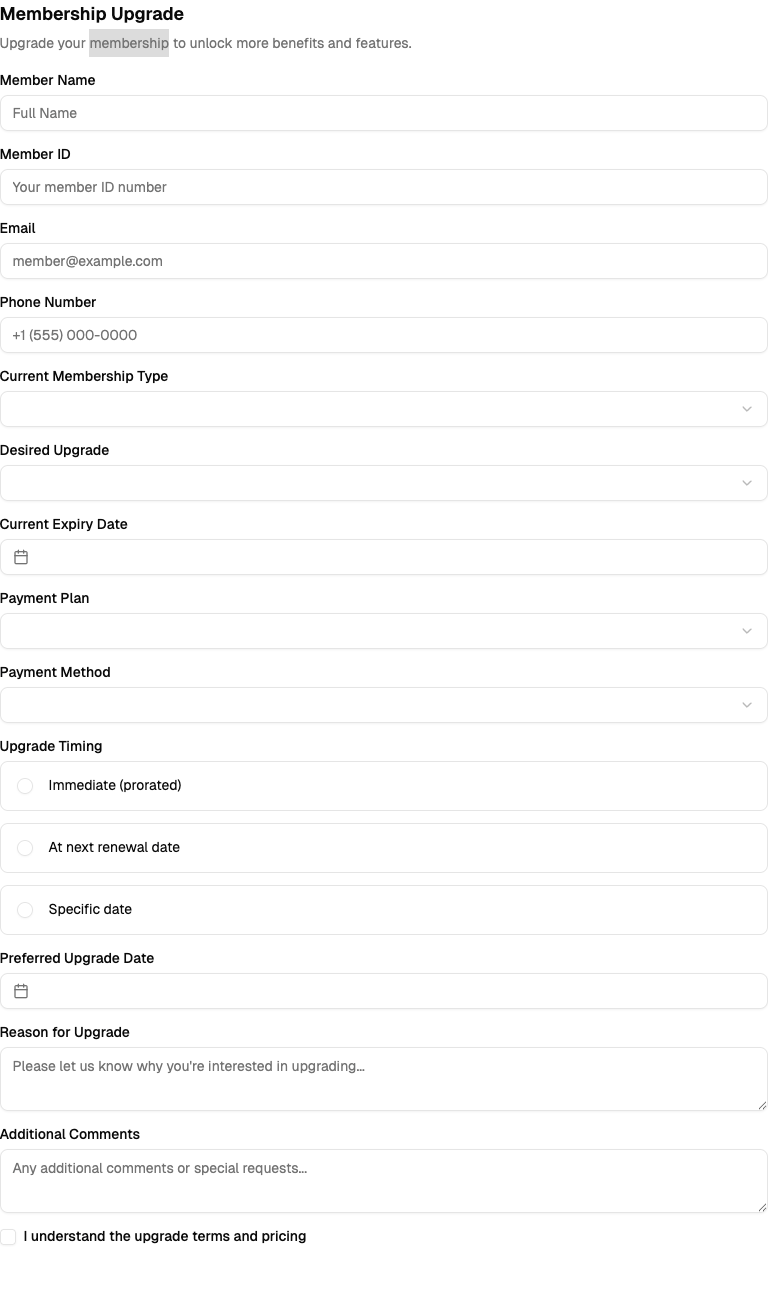 Membership Upgrade
Upgrade your membership to unlock more benefits and features.
Member Name
Full Name
Member ID
Your member ID number
Email
member@example.com
Phone Number
+1 (555) 000-0000
Current Membership Type
Desired Upgrade
Current Expiry Date
Payment Plan
Payment Method
Upgrade Timing
Immediate (prorated)
At next renewal date
Specific date
Preferred Upgrade Date
Reason for Upgrade
Please let us know why you're interested in upgrading...
Additional Comments
Any additional comments or special requests...
I understand the upgrade terms and pricing